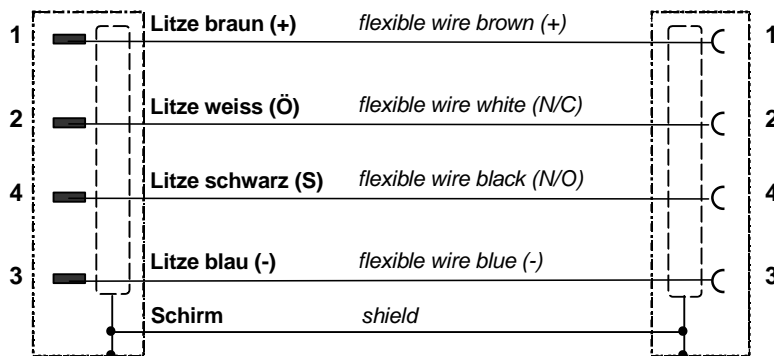 1 Litze braun (+) flexible wire brown (+) 1
2 Litze weiss (Ö) flexible wire white (N/C) 2
4 Litze schwarz (S) flexible wire black (N/O) 4
3 Litze blau (-) flexible wire blue (-) 3
Schirm shield